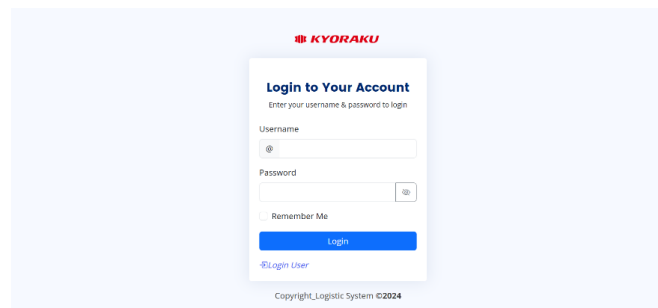 KYORAKU
Login to Your Account
Enter your username & password to login
Username
@
Password
Remember Me
Login
Login User
Copyright_Logistic System ©2024